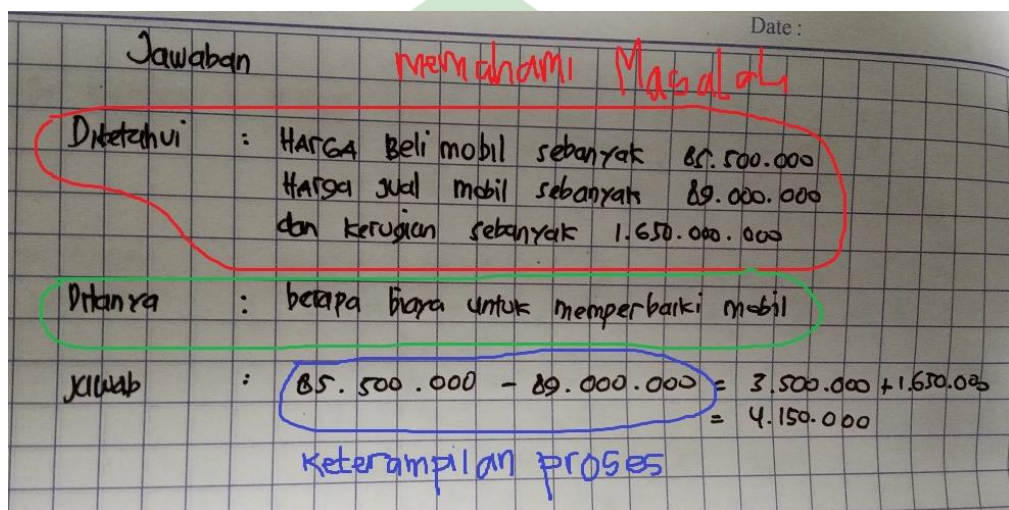 Date :
Jawaban
Memahami Masalah
Diketahui : HARGA Beli mobil sebanyak 85.500.000
Harga jual mobil sebanyak 89.000.000
dan kerugian sebanyak 1.650.000.000
Ditanya : berapa biaya untuk memperbaiki mobil
Jawab : 85.500.000 - 89.000.000 = 3.500.000 + 1.650.000
= 4.150.000
Keterampilan proses